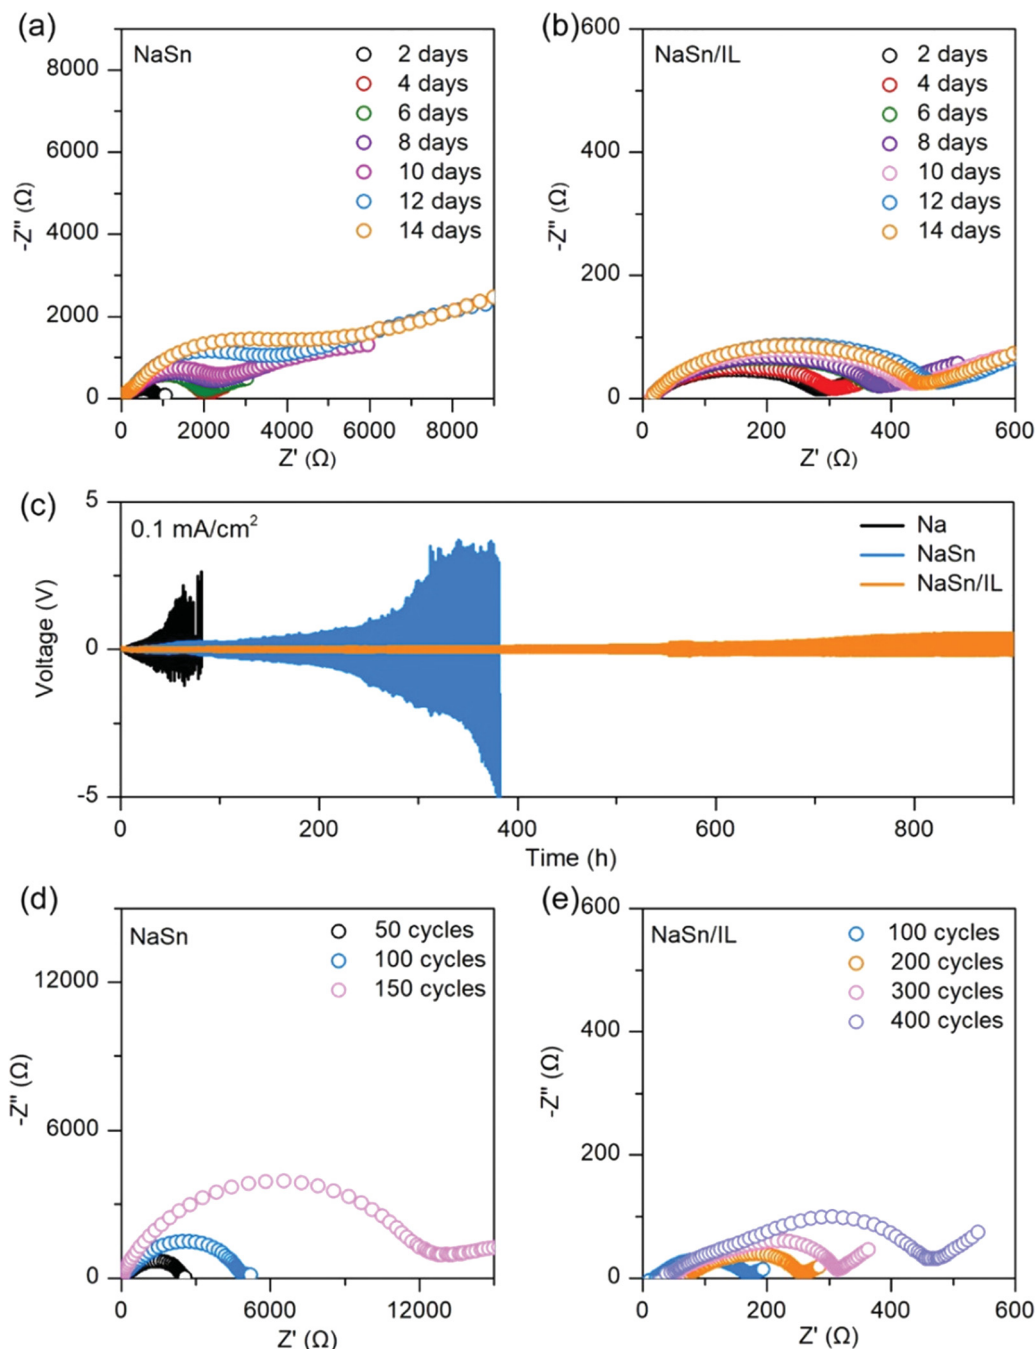 (a)
NaSn
2 days
4 days
6 days
8 days
10 days
12 days
14 days
8000
6000
4000
2000
0
-Z" (Ω)
0 2000 4000 6000 8000
Z' (Ω)
(b)
NaSn/IL
2 days
4 days
6 days
8 days
10 days
12 days
14 days
600
400
200
0
-Z" (Ω)
0 200 400 600
Z' (Ω)
(c)
0.1 mA/cm²
Na
NaSn
NaSn/IL
5
0
-5
Voltage (V)
0 200 400 600 800
Time (h)
(d)
NaSn
50 cycles
100 cycles
150 cycles
12000
6000
0
-Z" (Ω)
0 6000 12000
Z' (Ω)
(e)
NaSn/IL
100 cycles
200 cycles
300 cycles
400 cycles
600
400
200
0
-Z" (Ω)
0 200 400 600
Z' (Ω)